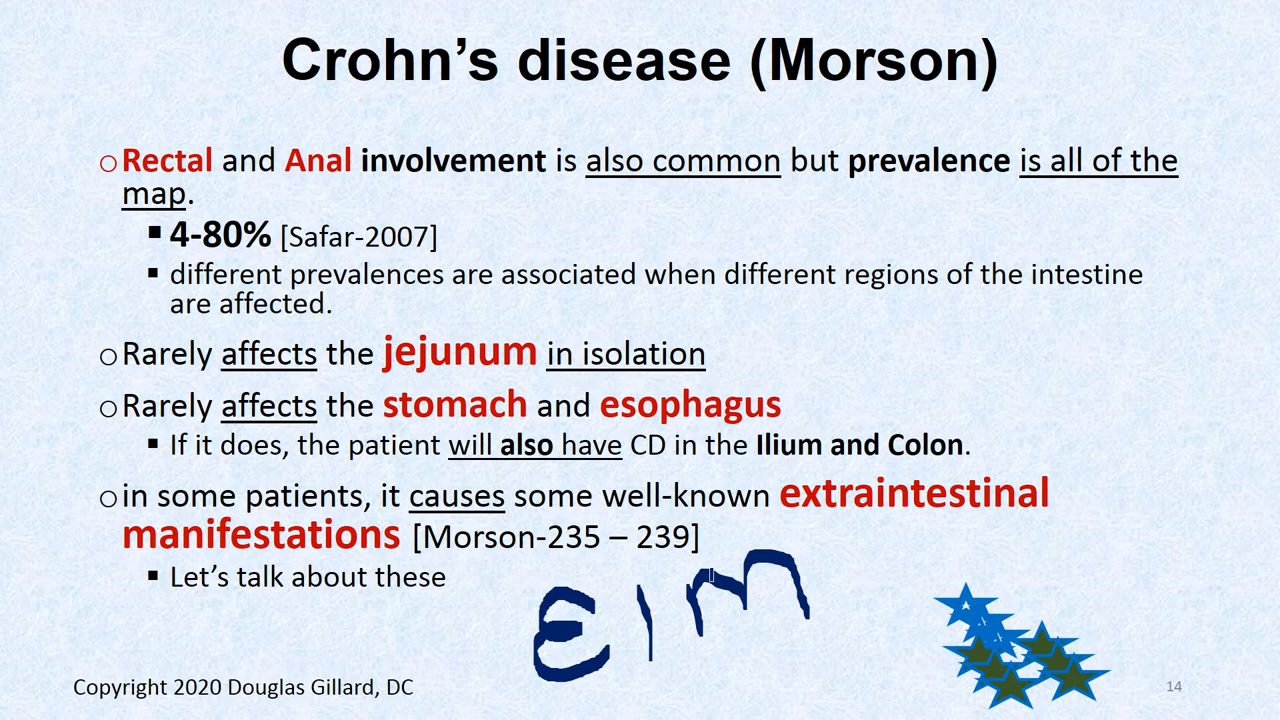 Crohn’s disease (Morson)
○Rectal and Anal involvement is also common but prevalence is all of the
map.
▪ 4-80% [Safar-2007]
▪ different prevalences are associated when different regions of the intestine
are affected.
○Rarely affects the jejunum in isolation
○Rarely affects the stomach and esophagus
▪ If it does, the patient will also have CD in the Ilium and Colon.
○in some patients, it causes some well-known extraintestinal
manifestations [Morson-235 – 239]
▪ Let’s talk about these
EIM
Copyright 2020 Douglas Gillard, DC
14